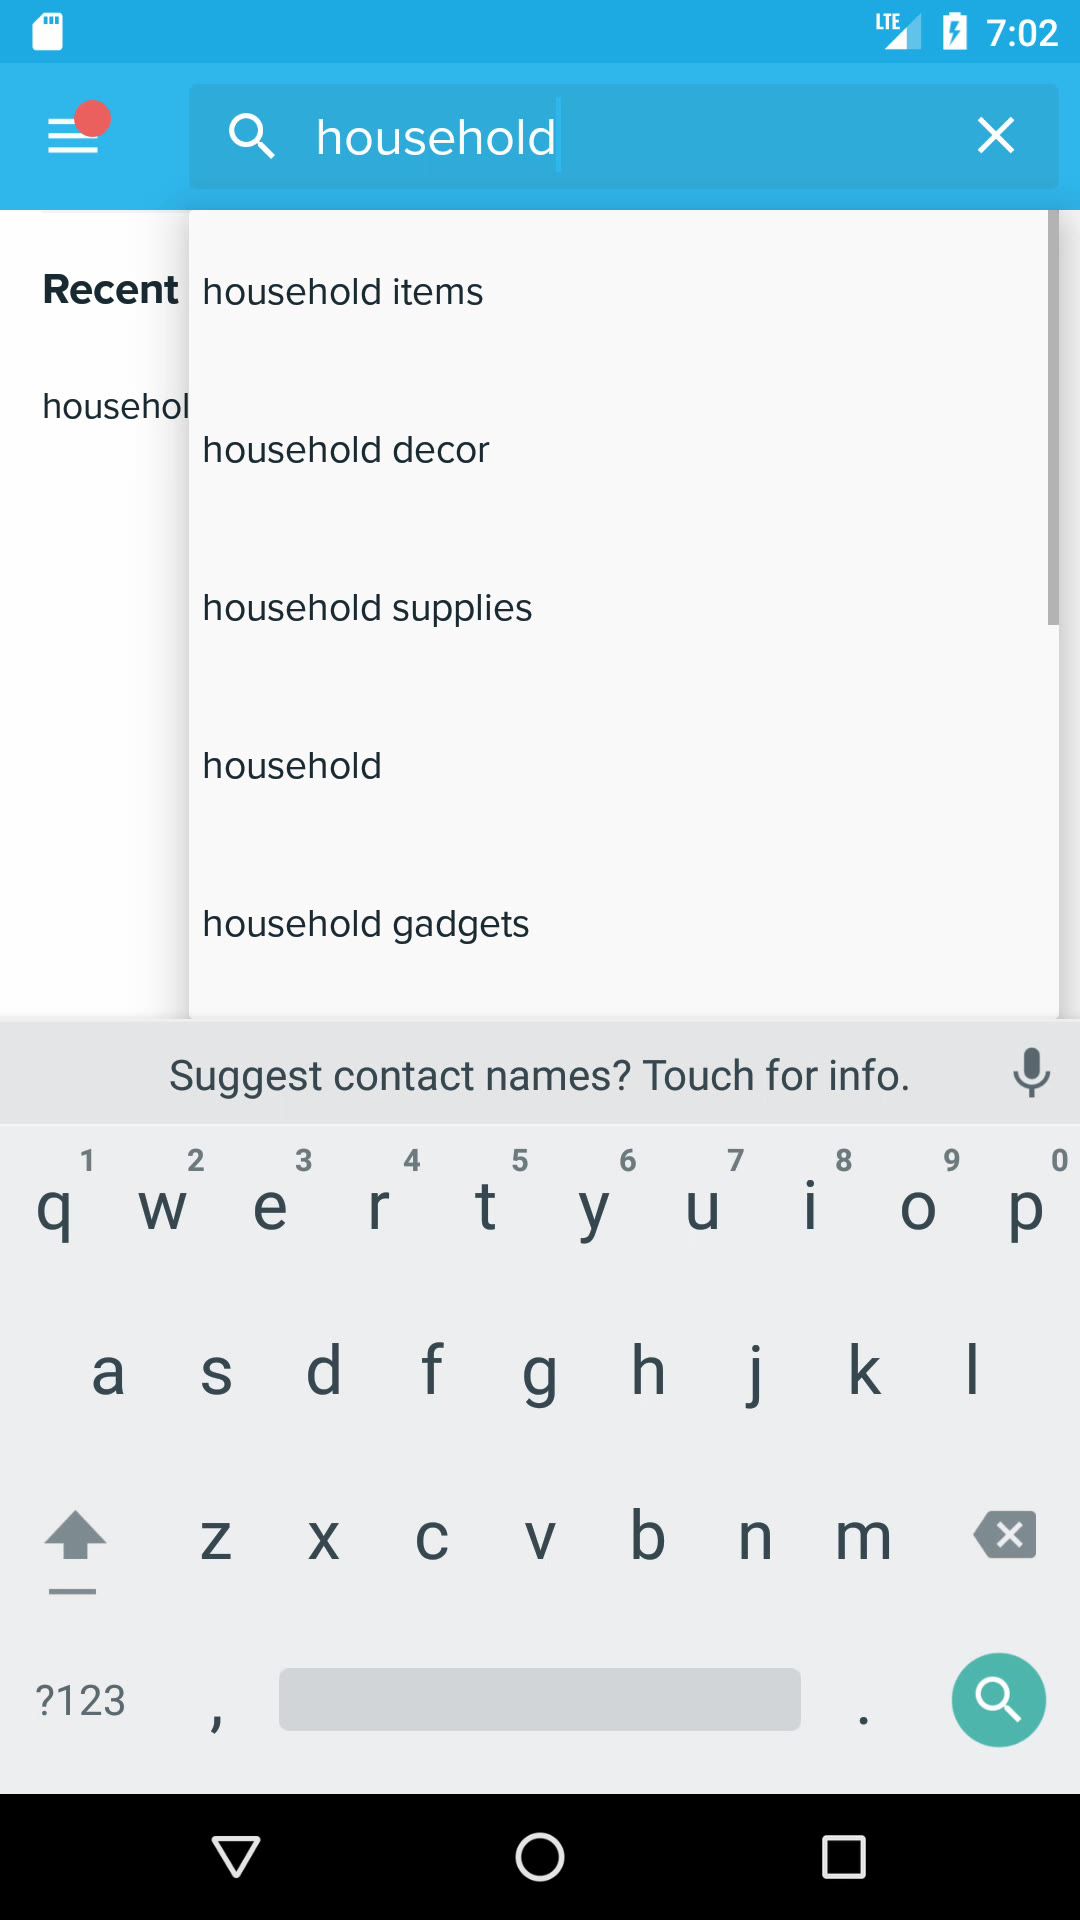 LTE 7:02
household
Recent
househol
household items
household decor
household supplies
household
household gadgets
Suggest contact names? Touch for info.
1 2 3 4 5 6 7 8 9 0
q w e r t y u i o p
a s d f g h j k l
z x c v b n m
?123 , .